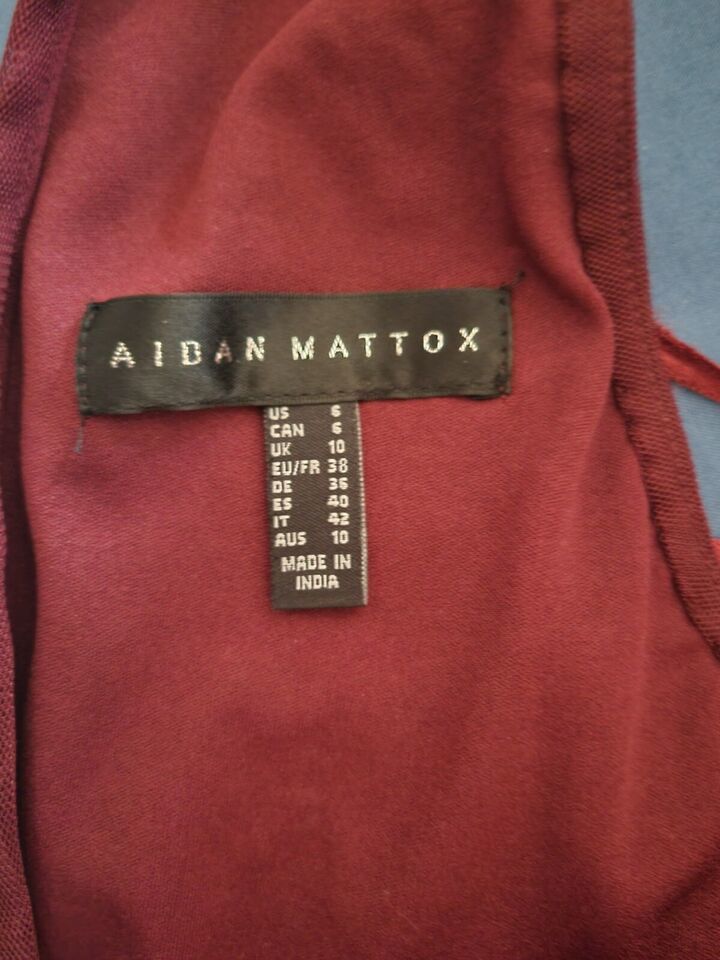 AIDAN MATTOX
US 6
CAN 6
UK 10
EU/FR 38
DE 36
ES 40
IT 42
AUS 10
MADE IN
INDIA